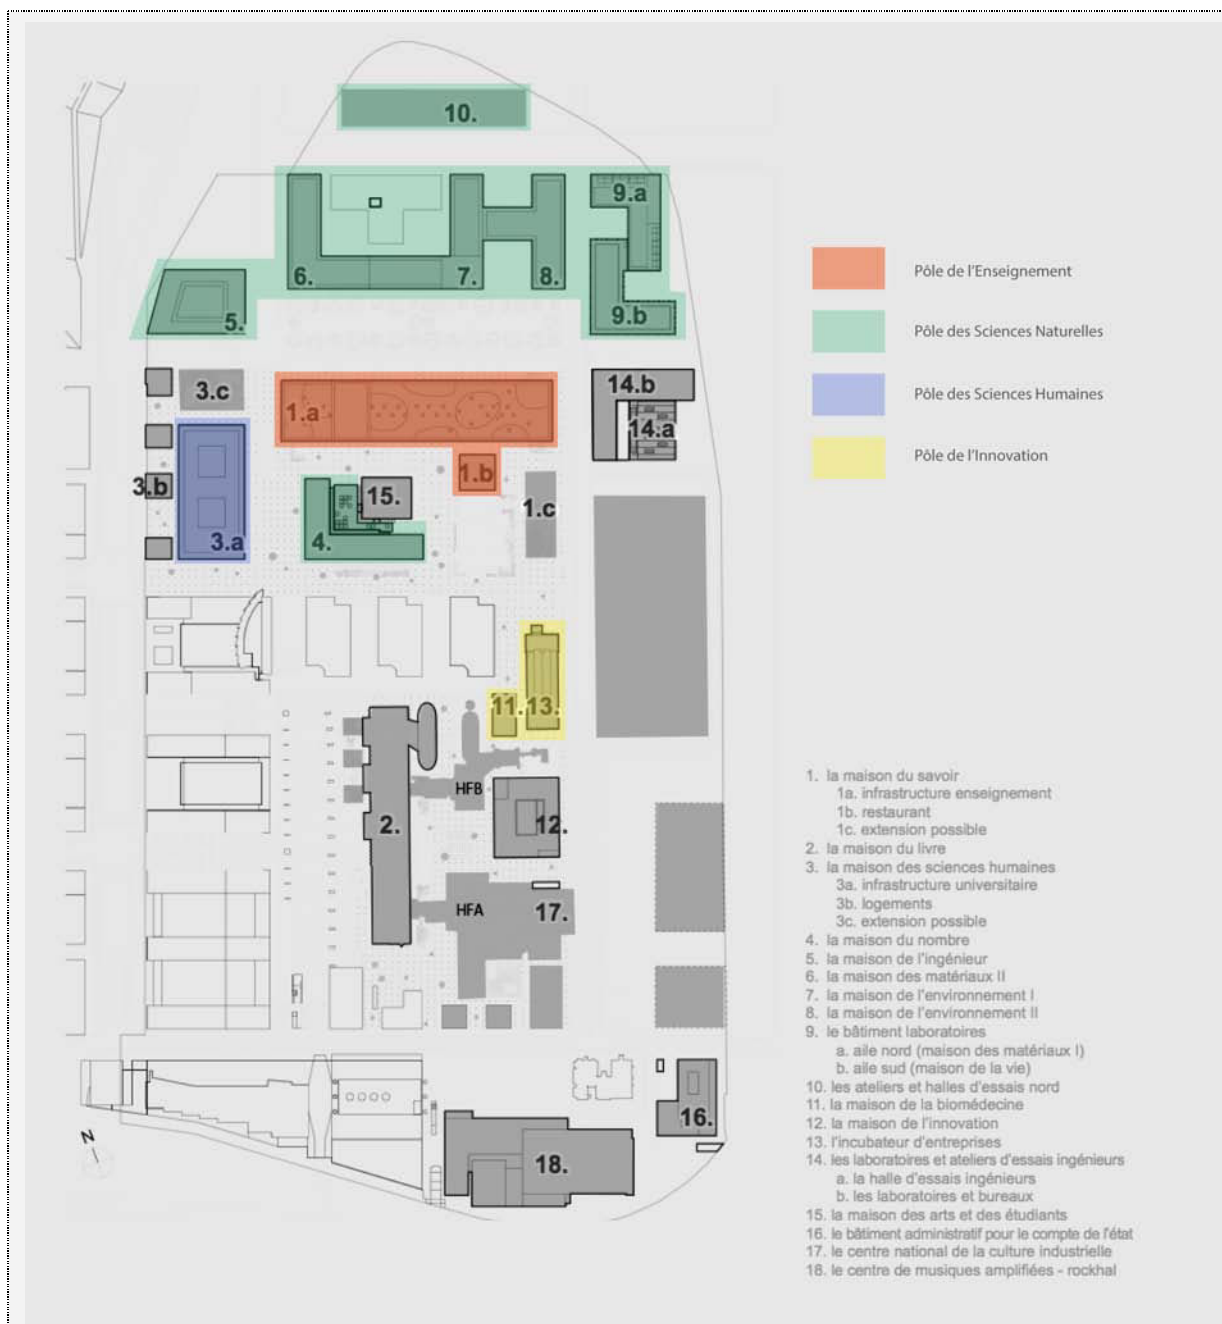 10.
9.a
6.
7.
8.
5.
9.b
3.c
14.b
1.a
14.a
1.b
3.b
15.
1.c
3.a
4.
11.
13.
HFB
2.
12.
HFA
17.
N
16.
18.
Pôle de l'Enseignement
Pôle des Sciences Naturelles
Pôle des Sciences Humaines
Pôle de l'Innovation
1. la maison du savoir
1a. infrastructure enseignement
1b. restaurant
1c. extension possible
2. la maison du livre
3. la maison des sciences humaines
3a. infrastructure universitaire
3b. logements
3c. extension possible
4. la maison du nombre
5. la maison de l'ingénieur
6. la maison des matériaux II
7. la maison de l'environnement I
8. la maison de l'environnement II
9. le bâtiment laboratoires
a. aile nord (maison des matériaux I)
b. aile sud (maison de la vie)
10. les ateliers et halles d'essais nord
11. la maison de la biomédecine
12. la maison de l'innovation
13. l'incubateur d'entreprises
14. les laboratoires et ateliers d'essais ingénieurs
a. la halle d'essais ingénieurs
b. les laboratoires et bureaux
15. la maison des arts et des étudiants
16. le bâtiment administratif pour le compte de l'état
17. le centre national de la culture industrielle
18. le centre de musiques amplifiées - rockhal